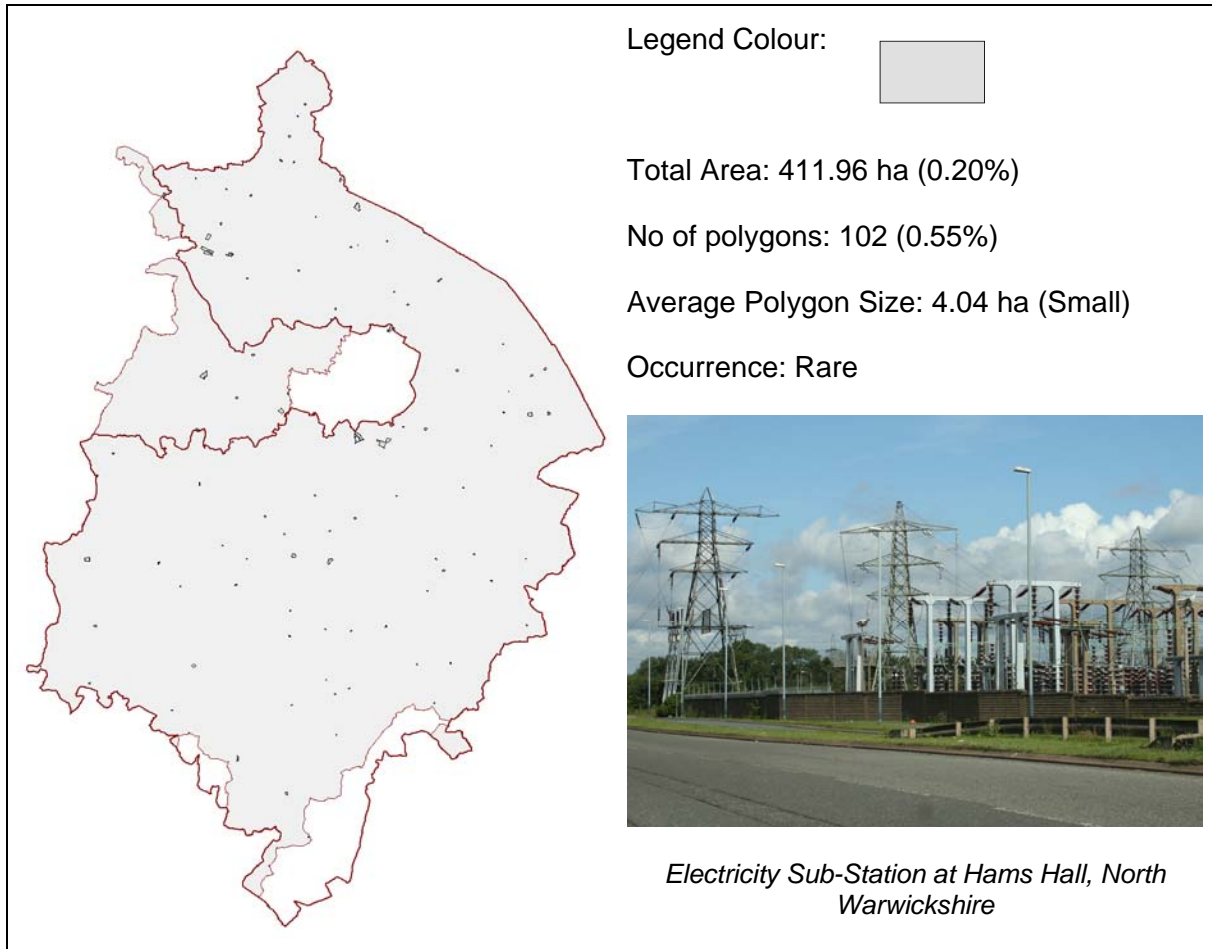 Legend Colour:
Total Area: 411.96 ha (0.20%)
No of polygons: 102 (0.55%)
Average Polygon Size: 4.04 ha (Small)
Occurrence: Rare
Electricity Sub-Station at Hams Hall, North
Warwickshire